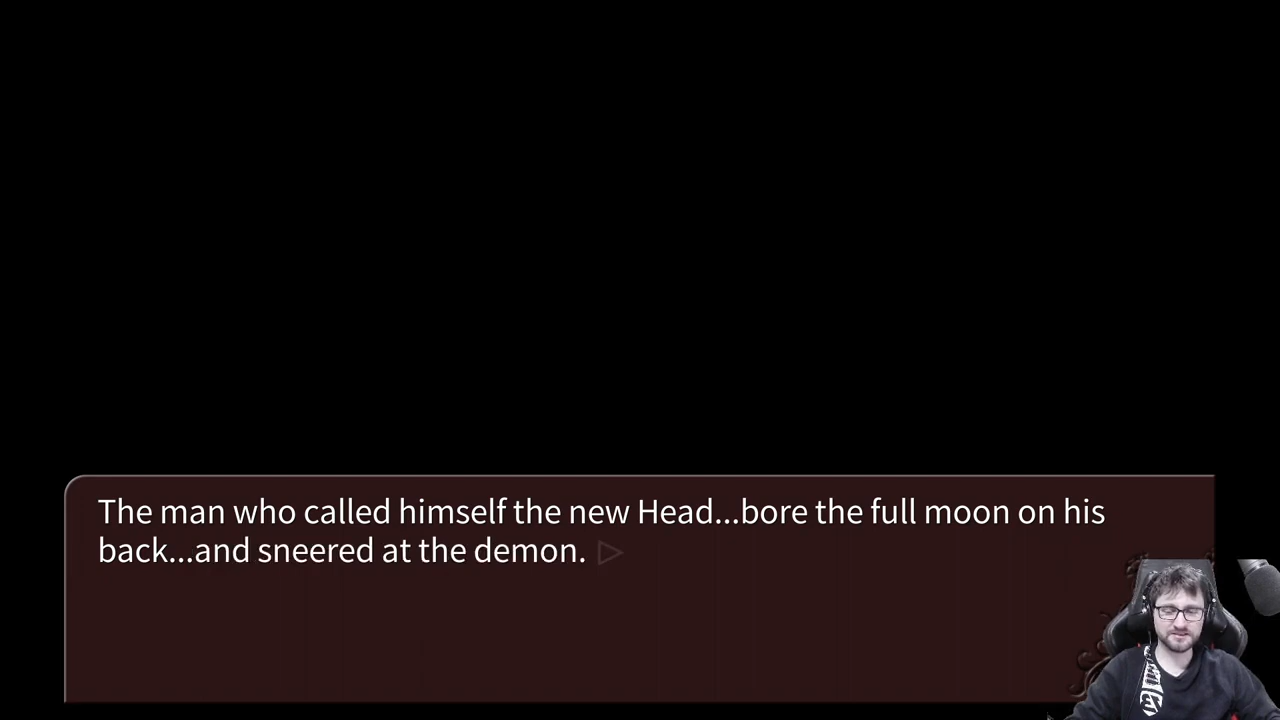 The man who called himself the new Head...bore the full moon on his
back...and sneered at the demon.